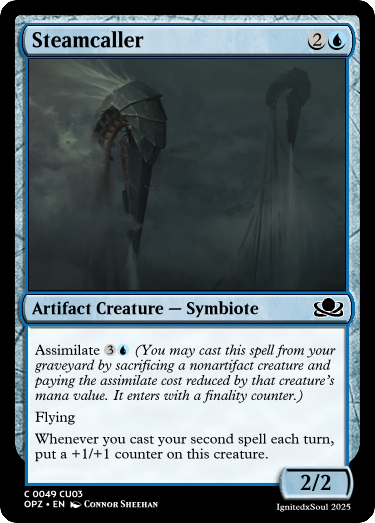 Steamcaller 2
Artifact Creature — Symbiote
Assimilate 3 (You may cast this spell from your
graveyard by sacrificing a nonartifact creature and
paying the assimilate cost reduced by that creature's
mana value. It enters with a finality counter.)
Flying
Whenever you cast your second spell each turn,
put a +1/+1 counter on this creature.
2/2
C 0049 CU03
OPZ • EN Connor Sheehan
IgnitedxSoul 2025